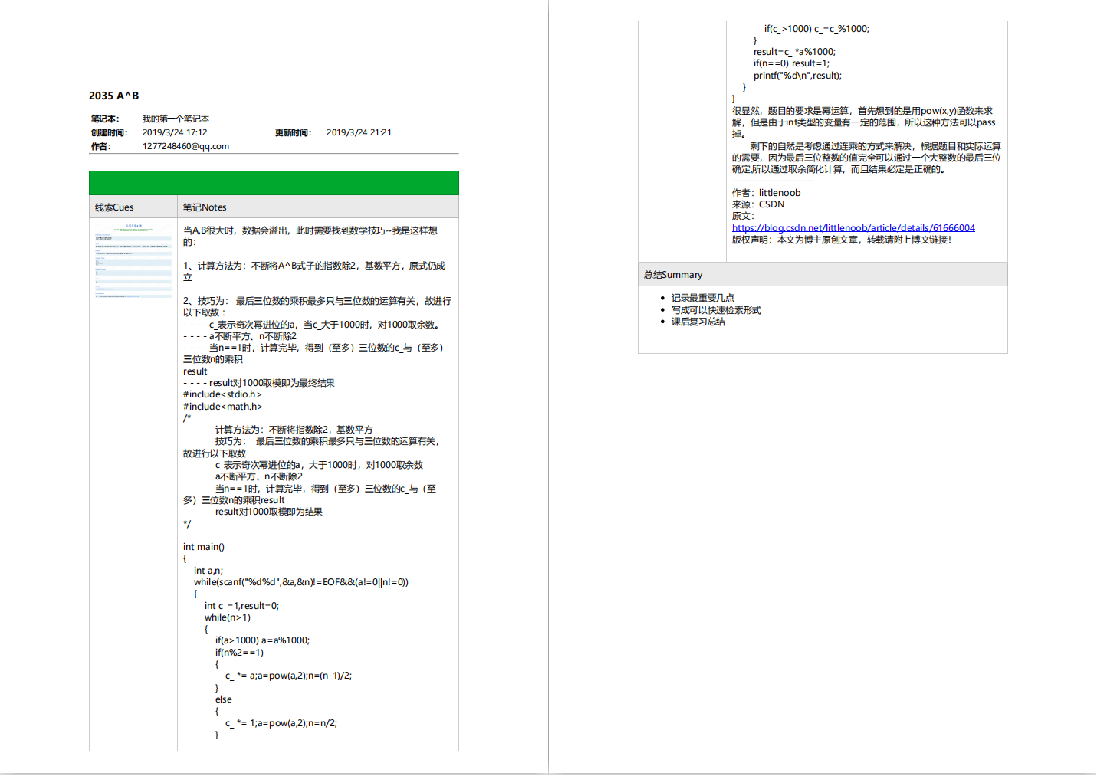 2035 A^B
笔记本： 我的第一个笔记本
创建时间： 2019/3/24 17:12 更新时间： 2019/3/24 21:21
作者： 1277248460@qq.com
线索Cues 笔记Notes
当A,B很大时，数据会溢出，此时需要找到数学技巧--我是这样想
的：
1、计算方法为：不断将A^B式子的指数除2，基数平方，原式仍成
立
2、技巧为： 最后三位数的乘积最多只与三位数的运算有关，故进行
以下取数：
c_表示奇次幂进位的a，当c_大于1000时，对1000取余数。
- - - - a不断平方、n不断除2
当n==1时，计算完毕，得到（至多）三位数的c_与（至多）
三位数n的乘积
result
- - - - result对1000取模即为最终结果
#include<stdio.h>
#include<math.h>
/*
计算方法为：不断将指数除2，基数平方
技巧为： 最后三位数的乘积最多只与三位数的运算有关，
故进行以下取数
c_表示奇次幂进位的a，大于1000时，对1000取余数
a不断平方、n不断除2
当n==1时，计算完毕，得到（至多）三位数的c_与（至
多）三位数n的乘积result
result对1000取模即为结果
*/
int main()
{
int a,n;
while(scanf("%d%d",&a,&n)!=EOF&&(a!=0||n!=0))
{
int c_=1,result=0;
while(n>1)
{
if(a>1000) a=a%1000;
if(n%2==1)
{
c_ *= a;a=pow(a,2);n=(n-1)/2;
}
else
{
c_ *= 1;a=pow(a,2);n=n/2;
}
if(c_>1000) c_=c_%1000;
}
result=c_*a%1000;
if(n==0) result=1;
printf("%d\n",result);
}
}
很显然，题目的要求是幂运算，首先想到的是用pow(x,y)函数来求
解，但是由于int类型的变量有一定的范围，所以这种方法可以pass
掉。
剩下的自然是考虑通过连乘的方式来解决，根据题目和实际运算
的需要，因为最后三位整数的值完全可以通过一个大整数的最后三位
确定,所以通过取余简化计算，而且结果必定是正确的。
作者：littlenoob
来源：CSDN
原文：
https://blog.csdn.net/littlenoob/article/details/61666004
版权声明：本文为博主原创文章，转载请附上博文链接！
总结Summary
• 记录最重要几点
• 写成可以快速检索形式
• 课后复习总结